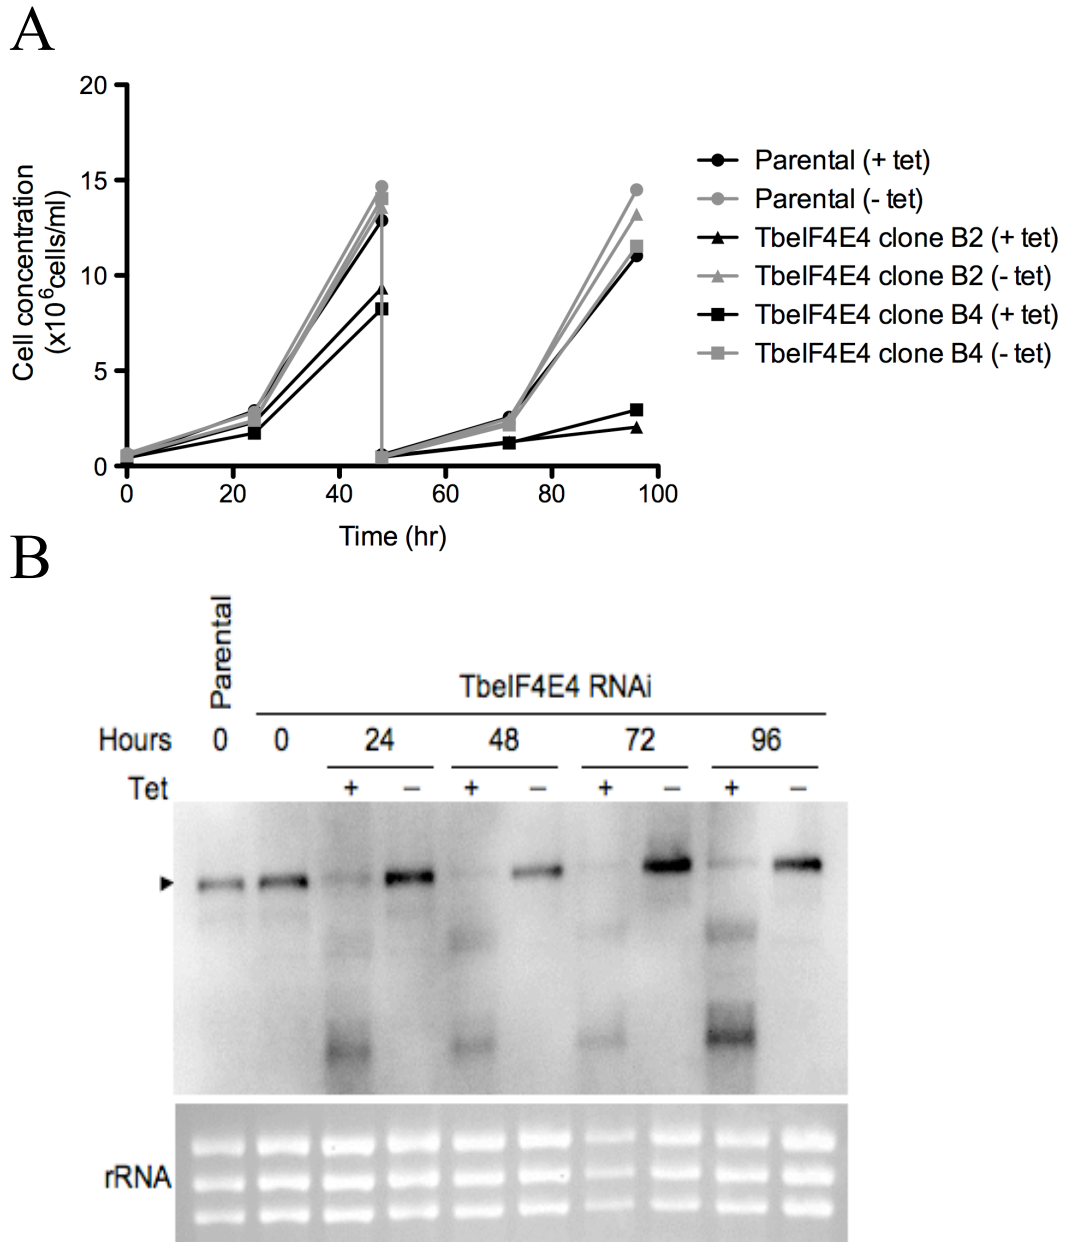 A
20
15
10
5
0
Cell concentration
(x10⁶cells/ml)
0 20 40 60 80 100
Time (hr)
Parental (+ tet)
Parental (- tet)
TbeIF4E4 clone B2 (+ tet)
TbeIF4E4 clone B2 (- tet)
TbeIF4E4 clone B4 (+ tet)
TbeIF4E4 clone B4 (- tet)
B
Parental
TbeIF4E4 RNAi
Hours 0 0 24 48 72 96
Tet + − + − + − + −
rRNA